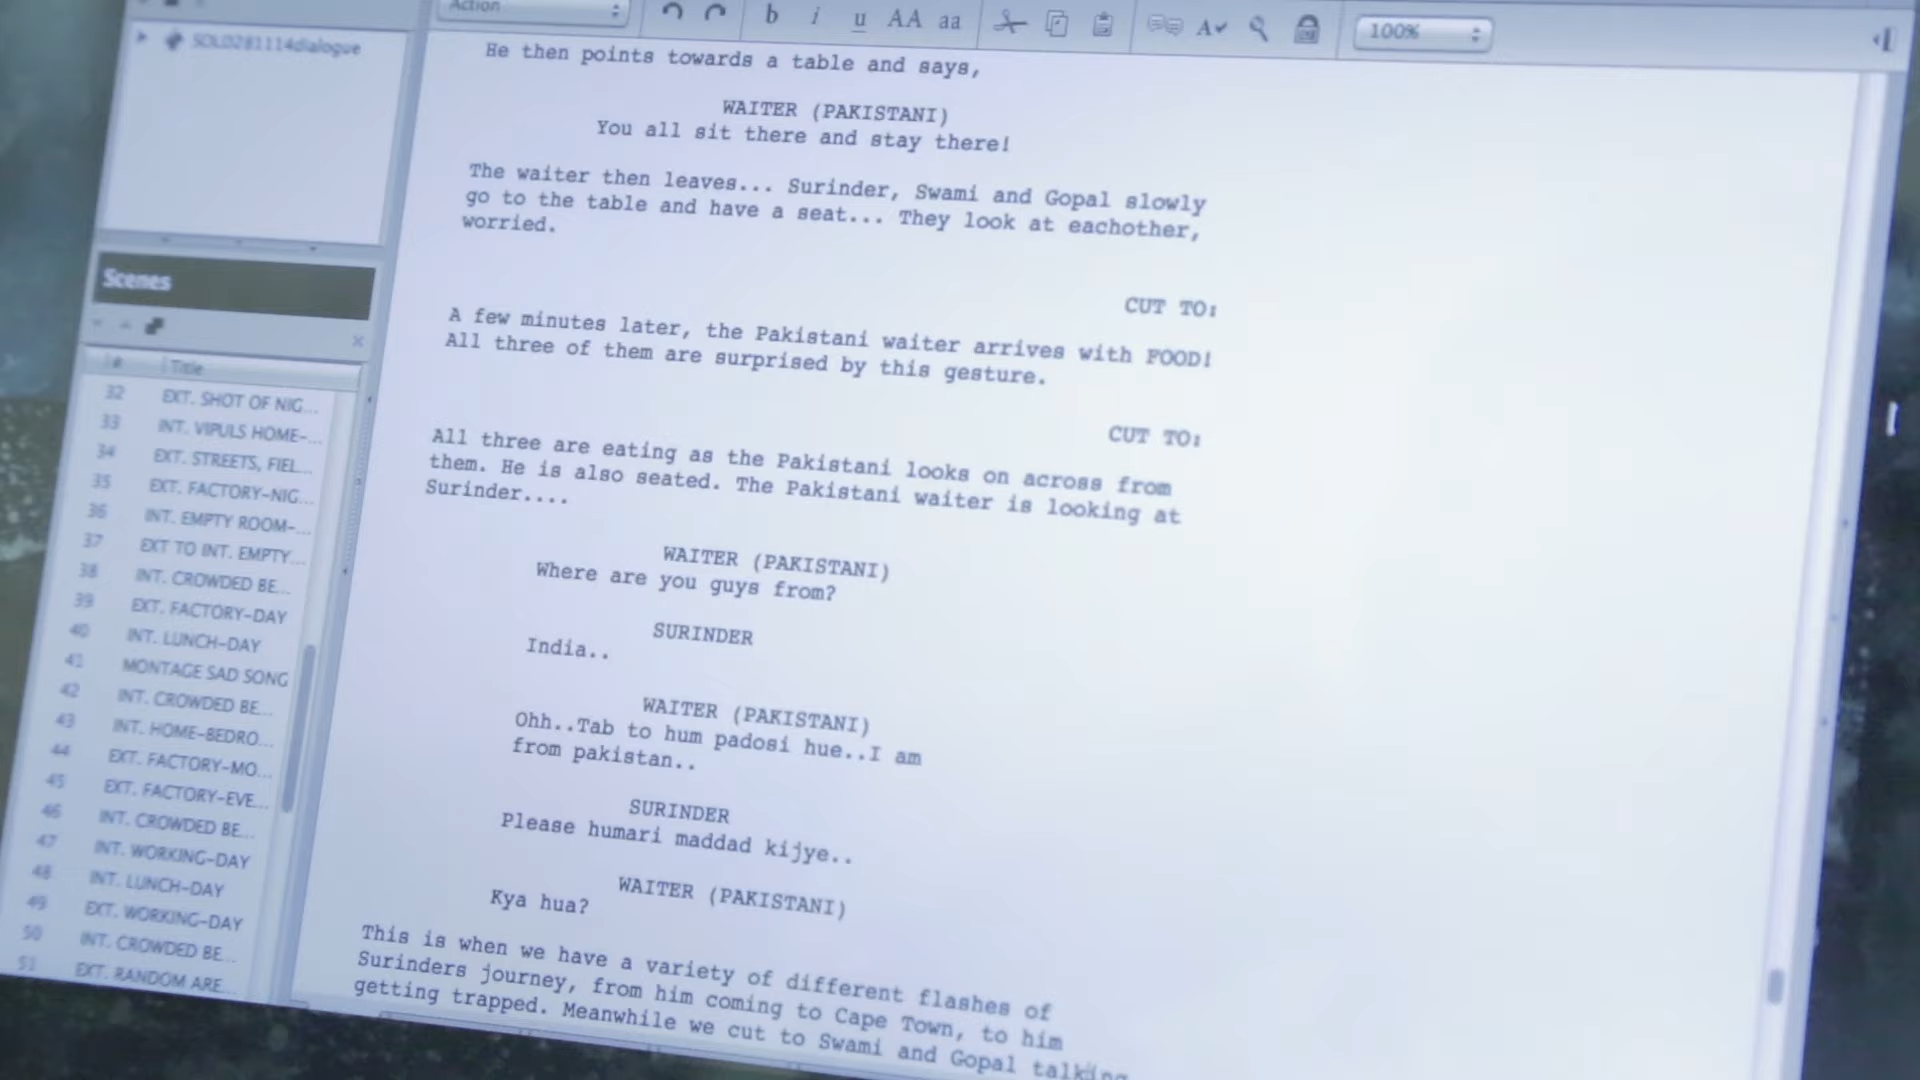 Action
b i u AA aa
100%
SOL0281114dialogue
He then points towards a table and says,
WAITER (PAKISTANI)
You all sit there and stay there!
The waiter then leaves... Surinder, Swami and Gopal slowly
go to the table and have a seat... They look at eachother,
worried.
CUT TO:
A few minutes later, the Pakistani waiter arrives with FOOD!
All three of them are surprised by this gesture.
CUT TO:
All three are eating as the Pakistani looks on across from
them. He is also seated. The Pakistani waiter is looking at
Surinder....
WAITER (PAKISTANI)
Where are you guys from?
SURINDER
India..
WAITER (PAKISTANI)
Ohh..Tab to hum padosi hue..I am
from pakistan..
SURINDER
Please humari maddad kijye..
WAITER (PAKISTANI)
Kya hua?
This is when we have a variety of different flashes of
Surinders journey, from him coming to Cape Town, to him
getting trapped. Meanwhile we cut to Swami and Gopal talking
Scenes
# Title
32 EXT. SHOT OF NIG...
33 INT. VIPULS HOME-...
34 EXT. STREETS, FIEL...
35 EXT. FACTORY-NIG...
36 INT. EMPTY ROOM-...
37 EXT TO INT. EMPTY...
38 INT. CROWDED BE...
39 EXT. FACTORY-DAY
40 INT. LUNCH-DAY
41 MONTAGE SAD SONG
42 INT. CROWDED BE...
43 INT. HOME-BEDRO...
44 EXT. FACTORY-MO...
45 EXT. FACTORY-EVE...
46 INT. CROWDED BE...
47 INT. WORKING-DAY
48 INT. LUNCH-DAY
49 EXT. WORKING-DAY
50 INT. CROWDED BE...
51 EXT. RANDOM ARE...